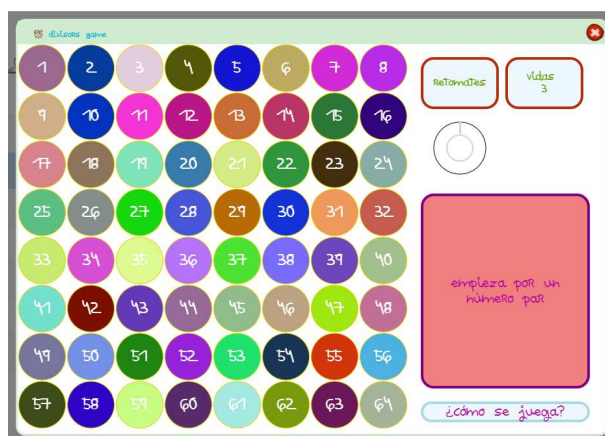 divisors game
1 2 3 4 5 6 7 8
9 10 11 12 13 14 15 16
17 18 19 20 21 22 23 24
25 26 27 28 29 30 31 32
33 34 35 36 37 38 39 40
41 42 43 44 45 46 47 48
49 50 51 52 53 54 55 56
57 58 59 60 61 62 63 64
Retomates
vidas
3
empieza por un
número par
¿cómo se juega?